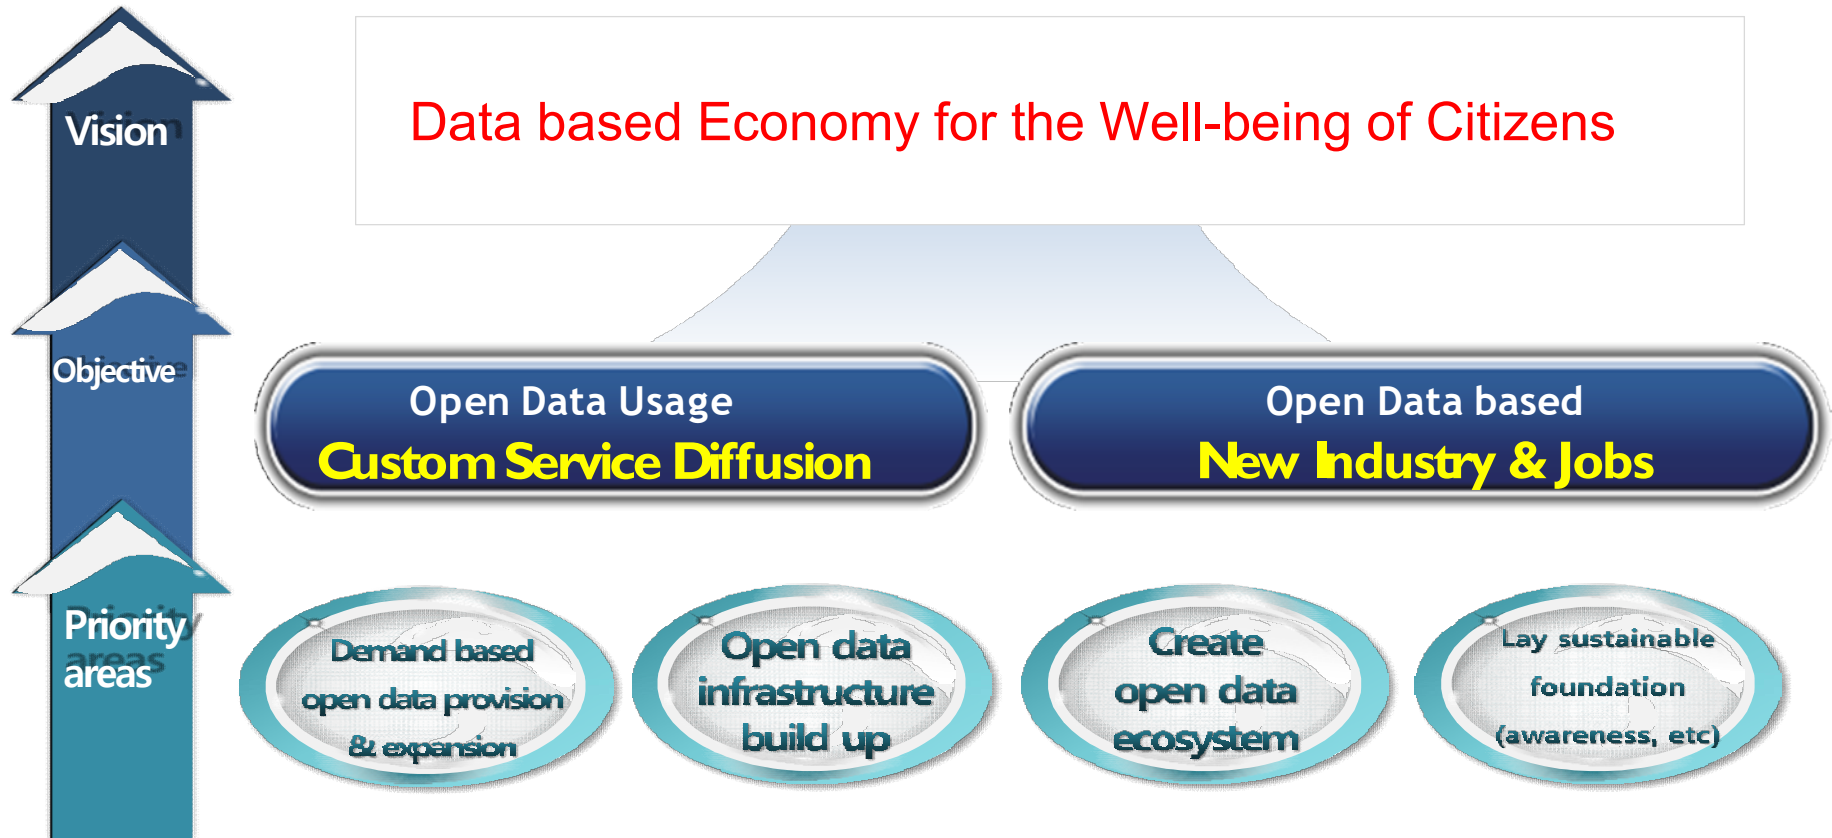 Vision
Data based Economy for the Well-being of Citizens
Objective
Open Data Usage
Custom Service Diffusion
Open Data based
New Industry & Jobs
Priority
areas
Demand based
open data provision
& expansion
Open data
infrastructure
build up
Create
open data
ecosystem
Lay sustainable
foundation
(awareness, etc)